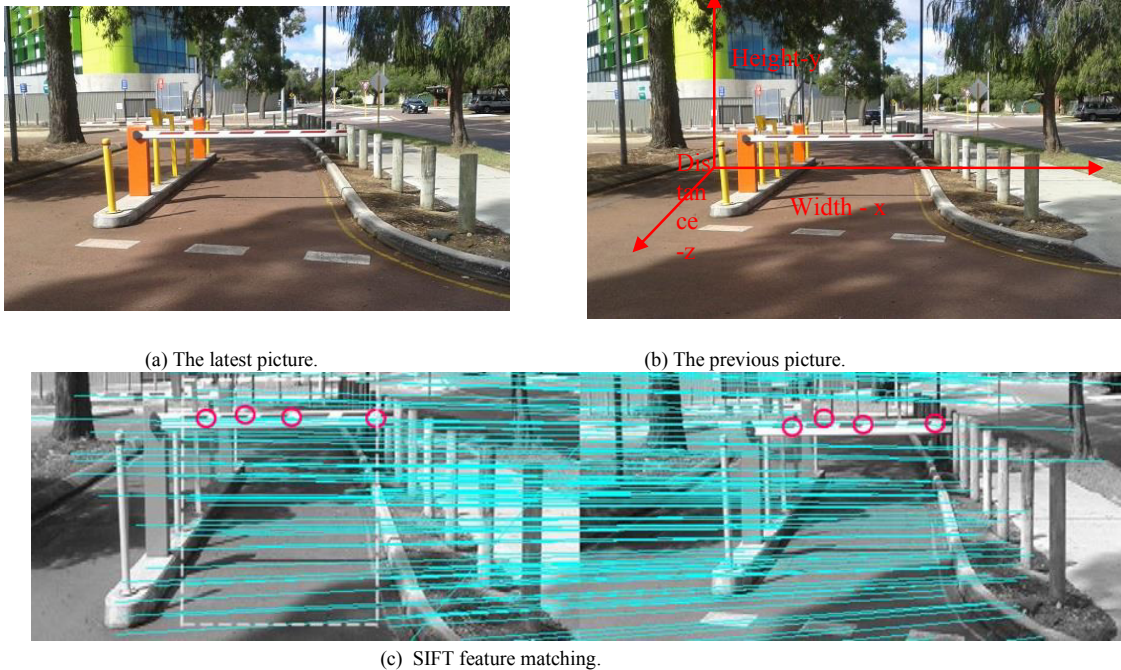 Height-y
Dis
tan
ce
-z
Width - x
(a) The latest picture.
(b) The previous picture.
(c) SIFT feature matching.